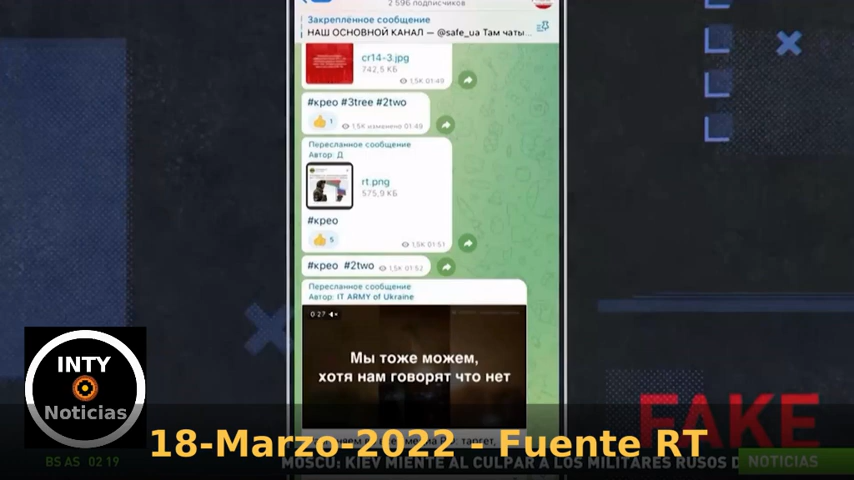 2 596 подписчиков
Закреплённое сообщение
НАШ ОСНОВНОЙ КАНАЛ — @safe_ua Там чаты...
cr14-3.jpg
742,5 КБ
1,5K 01:49
#крео #3tree #2two
👍 1
1,5K изменено 01:49
Пересланное сообщение
Автор: Д
rt.png
575,9 КБ
#крео
👍 5
1,5K 01:51
#крео #2two
1,5K 01:52
Пересланное сообщение
Автор: IT ARMY of Ukraine
0:27
Мы тоже можем,
хотя нам говорят что нет
INTY
Noticias
FAKE
18-Marzo-2022 - Fuente RT
BS AS 02 19
MOSCÚ: KIEV MIENTE AL CULPAR A LOS MILITARES RUSOS D
NOTICIAS